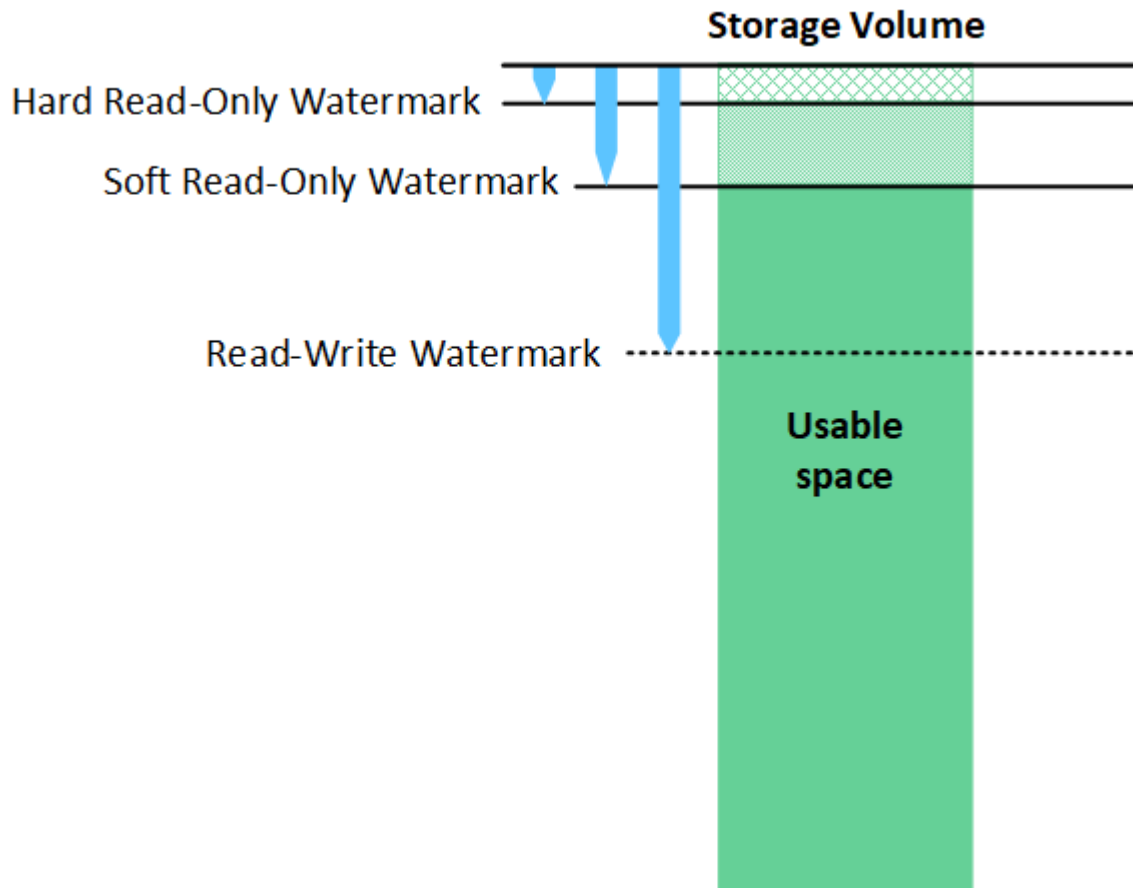 Storage Volume
Hard Read-Only Watermark
Soft Read-Only Watermark
Read-Write Watermark
Usable
space